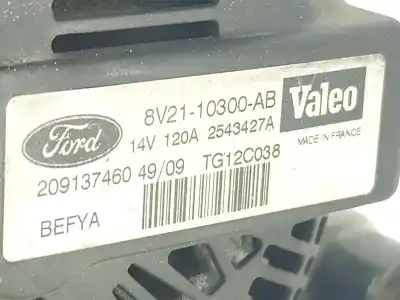 Ford
8V21-10300-AB
Valeo
14V 120A 2543427A
MADE IN FRANCE
209137460 49/09 TG12C038
BEFYA